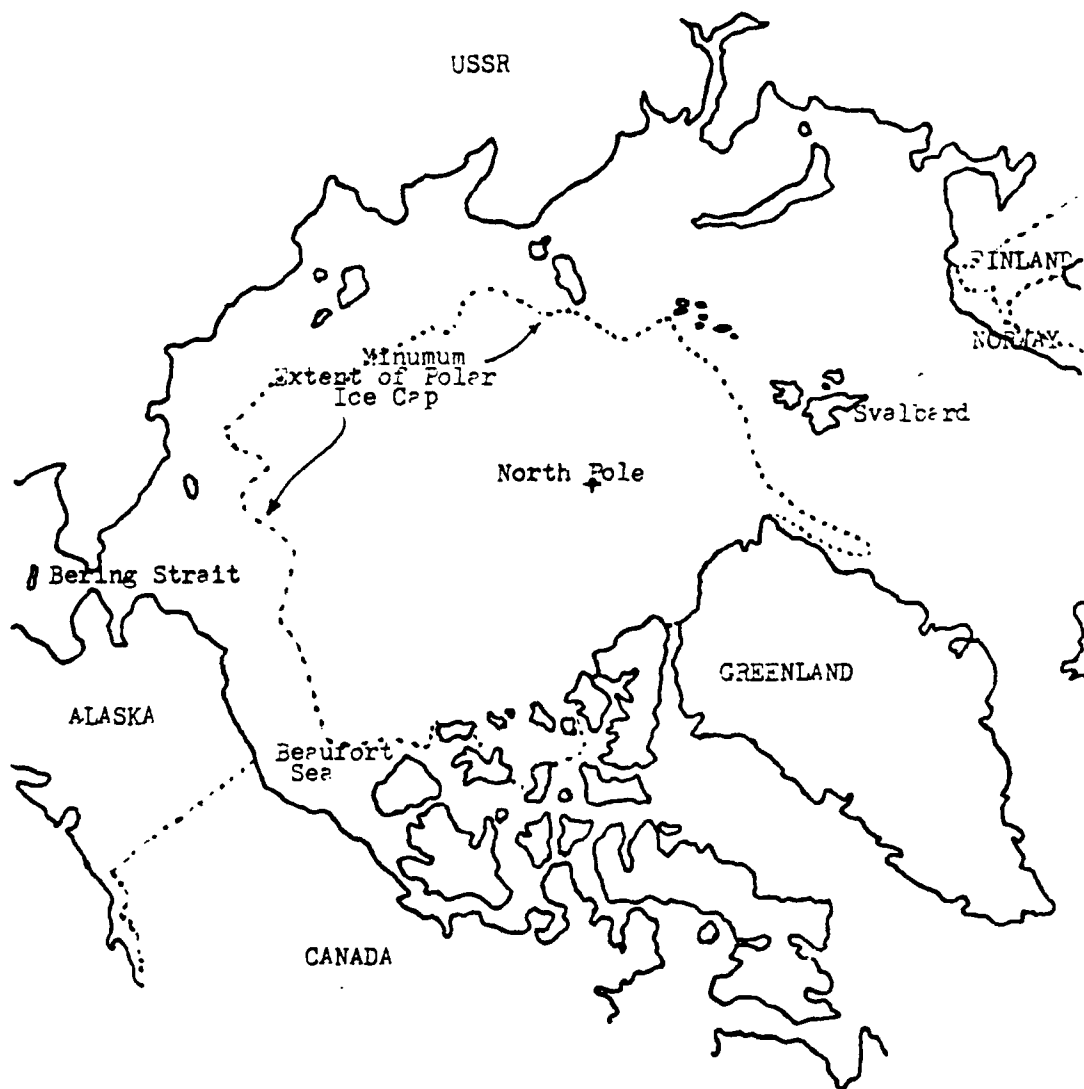 USSR
FINLAND
NORWAY
Minumum
Extent of Polar
Ice Cap
Svalbard
North Pole
Bering Strait
GREENLAND
ALASKA
Beaufort
Sea
CANADA